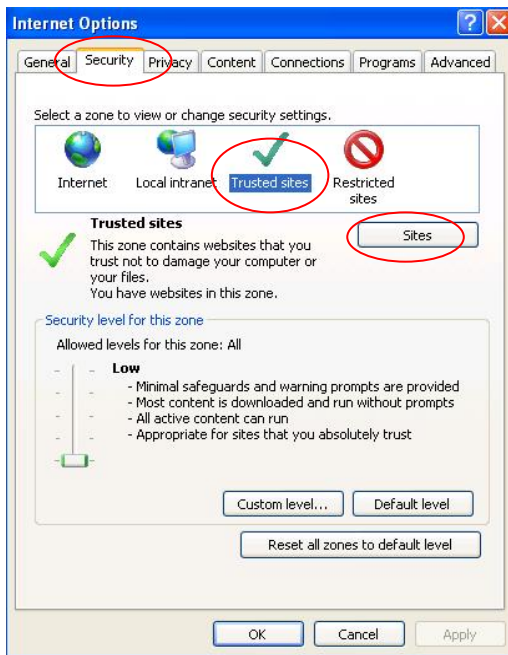 Internet Options
General Security Privacy Content Connections Programs Advanced
Select a zone to view or change security settings.
Internet Local intranet Trusted sites Restricted
sites
Trusted sites
Sites
This zone contains websites that you
trust not to damage your computer or
your files.
You have websites in this zone.
Security level for this zone
Allowed levels for this zone: All
Low
- Minimal safeguards and warning prompts are provided
- Most content is downloaded and run without prompts
- All active content can run
- Appropriate for sites that you absolutely trust
Custom level... Default level
Reset all zones to default level
OK Cancel Apply